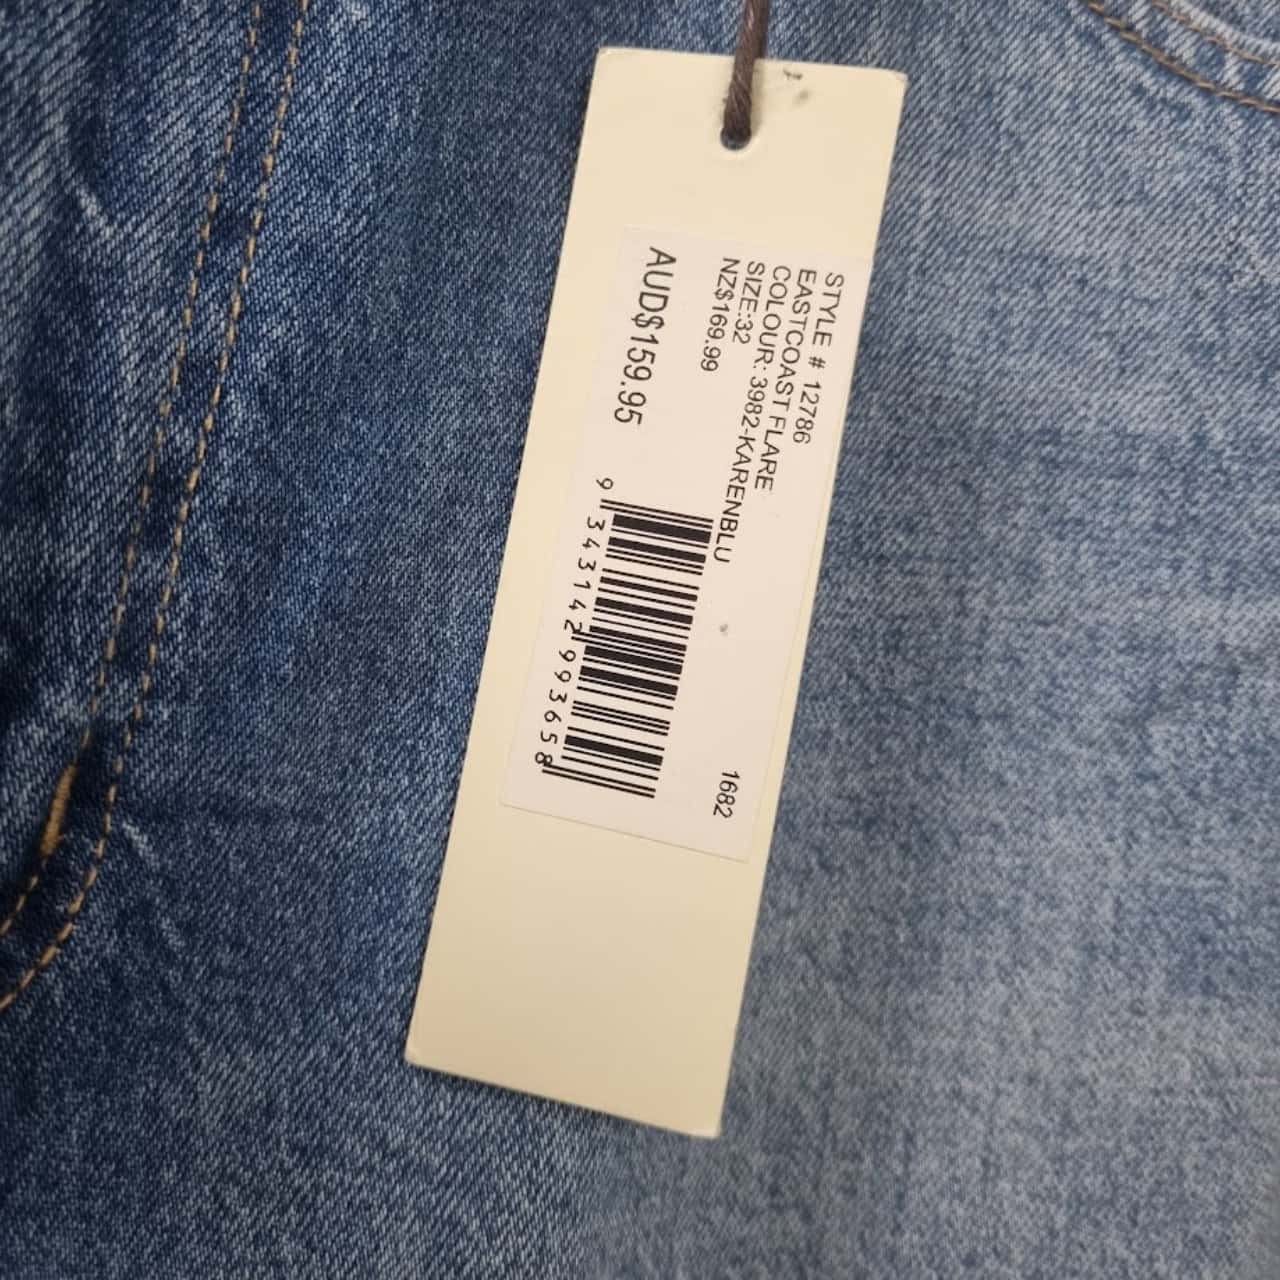 STYLE # 12786
EASTCOAST FLARE
COLOUR: 3982-KARENBLU
SIZE:32
NZ$169.99
1682
AUD$159.95
9 343142 993658